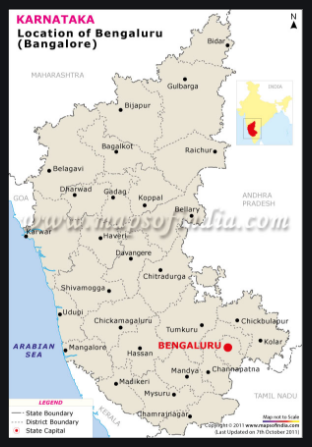 KARNATAKA
Location of Bengaluru
(Bangalore)
N
Bidar
MAHARASHTRA
INDIA
Gulbarga
Bijapur
Bagalkot
Raichur
Belagavi
Dharwad
Gadag
Koppal
GOA
ANDHRA
PRADESH
Bellary
www.mapsofindia.com
Karwar
Haveri
Davangere
Chitradurga
Shivamogga
Udupi
Chickamagaluru
Tumkuru
Chickbulapur
ARABIAN
SEA
Mangalore
Hassan
BENGALURU
Kolar
Mandya
Channapatna
Madikeri
TAMIL NADU
Mysuru
KERALA
Chamrajnagar
LEGEND
State Boundary
District Boundary
State Capital
Map not to Scale
Copyright © 2011 www.mapsofindia.com
(Last Updated on 7th October 2011)